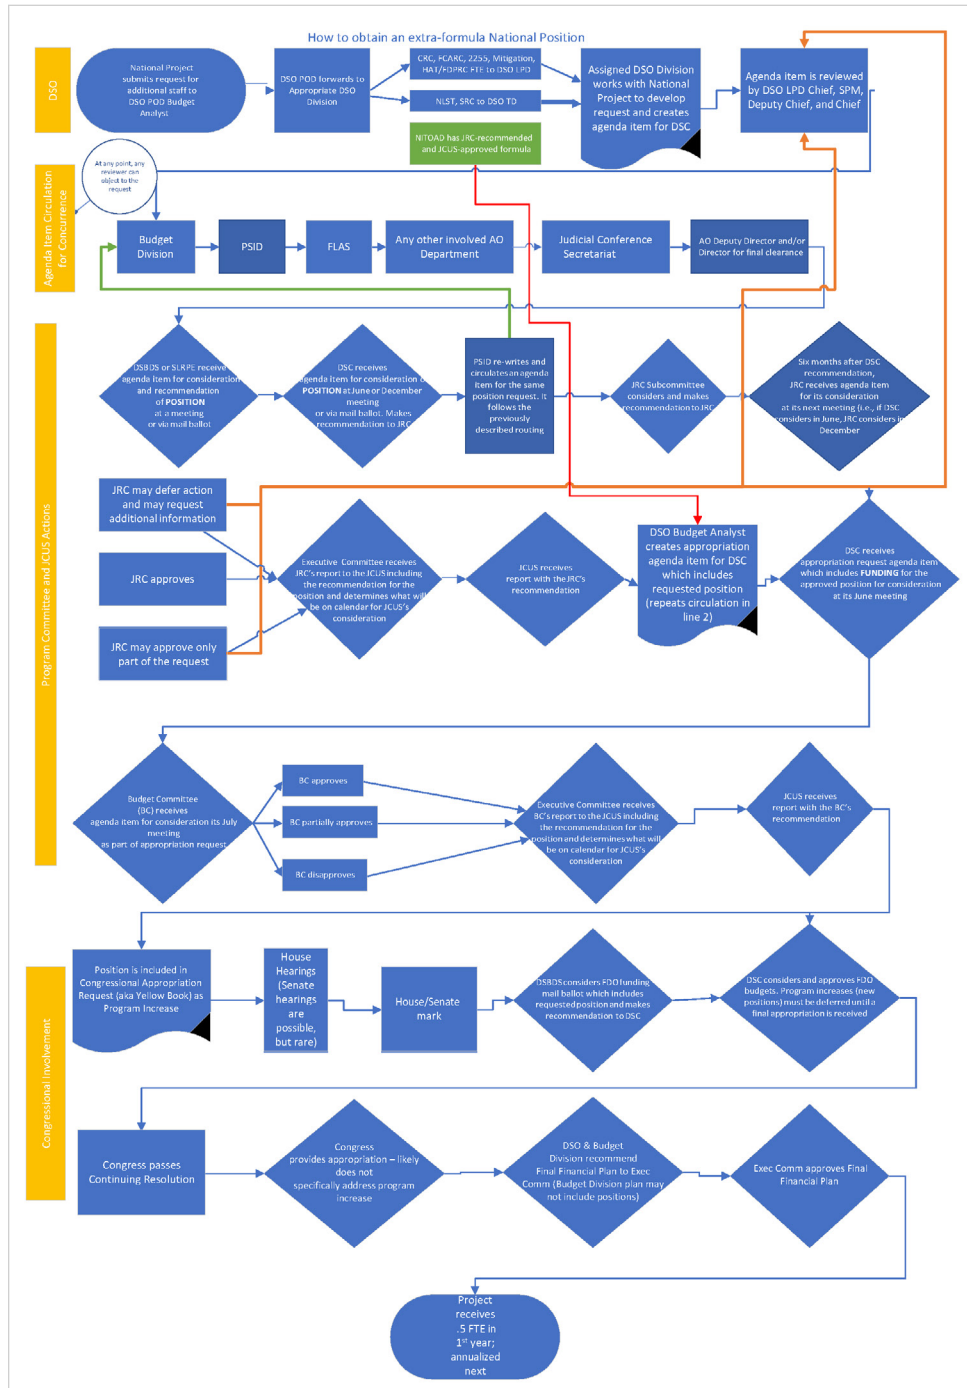 How to obtain an extra-formula National Position
DSO
National Project
submits request for
additional staff to
DSO POD Budget
Analyst
DSO POD forwards to
Appropriate DSO
Division
CRC, FCARC, 2255, Mitigation,
HAT/FDPRC FTE to DSO LPD
NLST, SRC to DSO TD
NITOAD has JRC-recommended
and JCUS-approved formula
Assigned DSO Division
works with National
Project to develop
request and creates
agenda item for DSC
Agenda item is reviewed
by DSO LPD Chief, SPM,
Deputy Chief, and Chief
Agenda Item Circulation
for Concurrence
At any point, any
reviewer can
object to the
request
Budget
Division
PSID
FLAS
Any other involved AO
Department
Judicial Conference
Secretariat
AO Deputy Director and/or
Director for final clearance
Program Committee and JCUS Actions
DSBDS or SLRPE receive
agenda item for consideration
and recommendation
of POSITION
at a meeting
or via mail ballot
DSC receives
agenda item for consideration of
POSITION at June or December
meeting
or via mail ballot. Makes
recommendation to JRC
PSID re-writes and
circulates an agenda
item for the same
position request. It
follows the
previously
described routing
JRC Subcommittee
considers and makes
recommendation to JRC
Six months after DSC
recommendation,
JRC receives agenda item
for its consideration
at its next meeting (i.e., if DSC
considers in June, JRC considers in
December
JRC may defer action
and may request
additional information
JRC approves
JRC may approve only
part of the request
Executive Committee receives
JRC's report to the JCUS including
the recommendation for the
position and determines what will
be on calendar for JCUS's
consideration
JCUS receives
report with the JRC's
recommendation
DSO Budget Analyst
creates appropriation
agenda item for DSC
which includes
requested position
(repeats circulation in
line 2)
DSC receives
appropriation request agenda item
which includes FUNDING for the
approved position for consideration
at its June meeting
Budget Committee
(BC) receives
agenda item for consideration its July
meeting
as part of appropriation request
BC approves
BC partially approves
BC disapproves
Executive Committee receives
BC's report to the JCUS including
the recommendation for the
position and determines what will
be on calendar for JCUS's
consideration
JCUS receives
report with the BC's
recommendation
Congressional Involvement
Position is included in
Congressional Appropriation
Request (aka Yellow Book) as
Program Increase
House
Hearings
(Senate
hearings
are
possible,
but rare)
House/Senate
mark
DSBDS considers FDO funding
mail ballot which includes
requested position and makes
recommendation to DSC
DSC considers and approves FDO
budgets. Program increases (new
positions) must be deferred until a
final appropriation is received
Congress passes
Continuing Resolution
Congress
provides appropriation – likely
does not
specifically address program
increase
DSO & Budget
Division recommend
Final Financial Plan to Exec
Comm (Budget Division plan may
not include positions)
Exec Comm approves Final
Financial Plan
Project
receives
.5 FTE in
1st year;
annualized
next